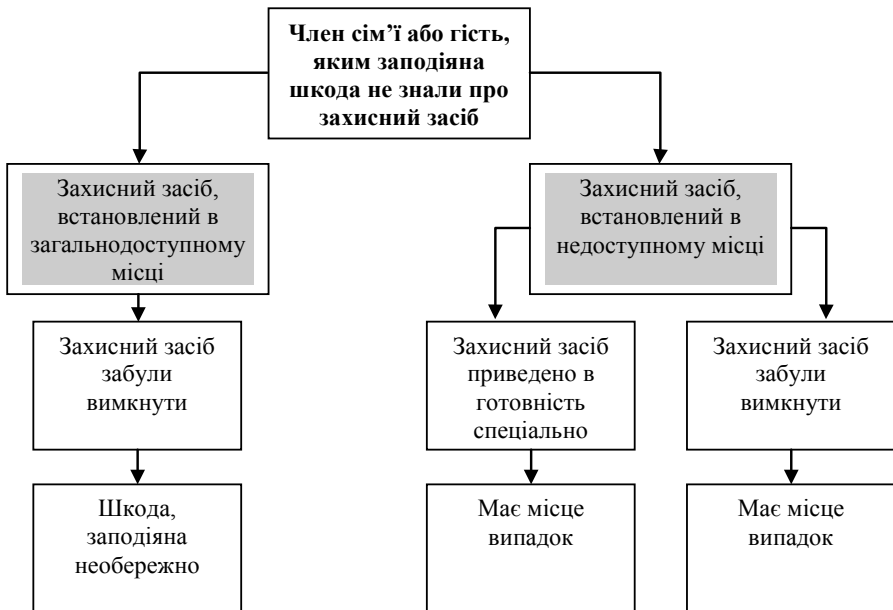 Член сім’ї або гість,
яким заподіяна
шкода не знали про
захисний засіб
Захисний засіб,
встановлений в
загальнодоступному
місці
Захисний засіб,
встановлений в
недоступному місці
Захисний засіб
забули
вимкнути
Захисний засіб
приведено в
готовність
спеціально
Захисний засіб
забули
вимкнути
Шкода,
заподіяна
необережно
Має місце
випадок
Має місце
випадок